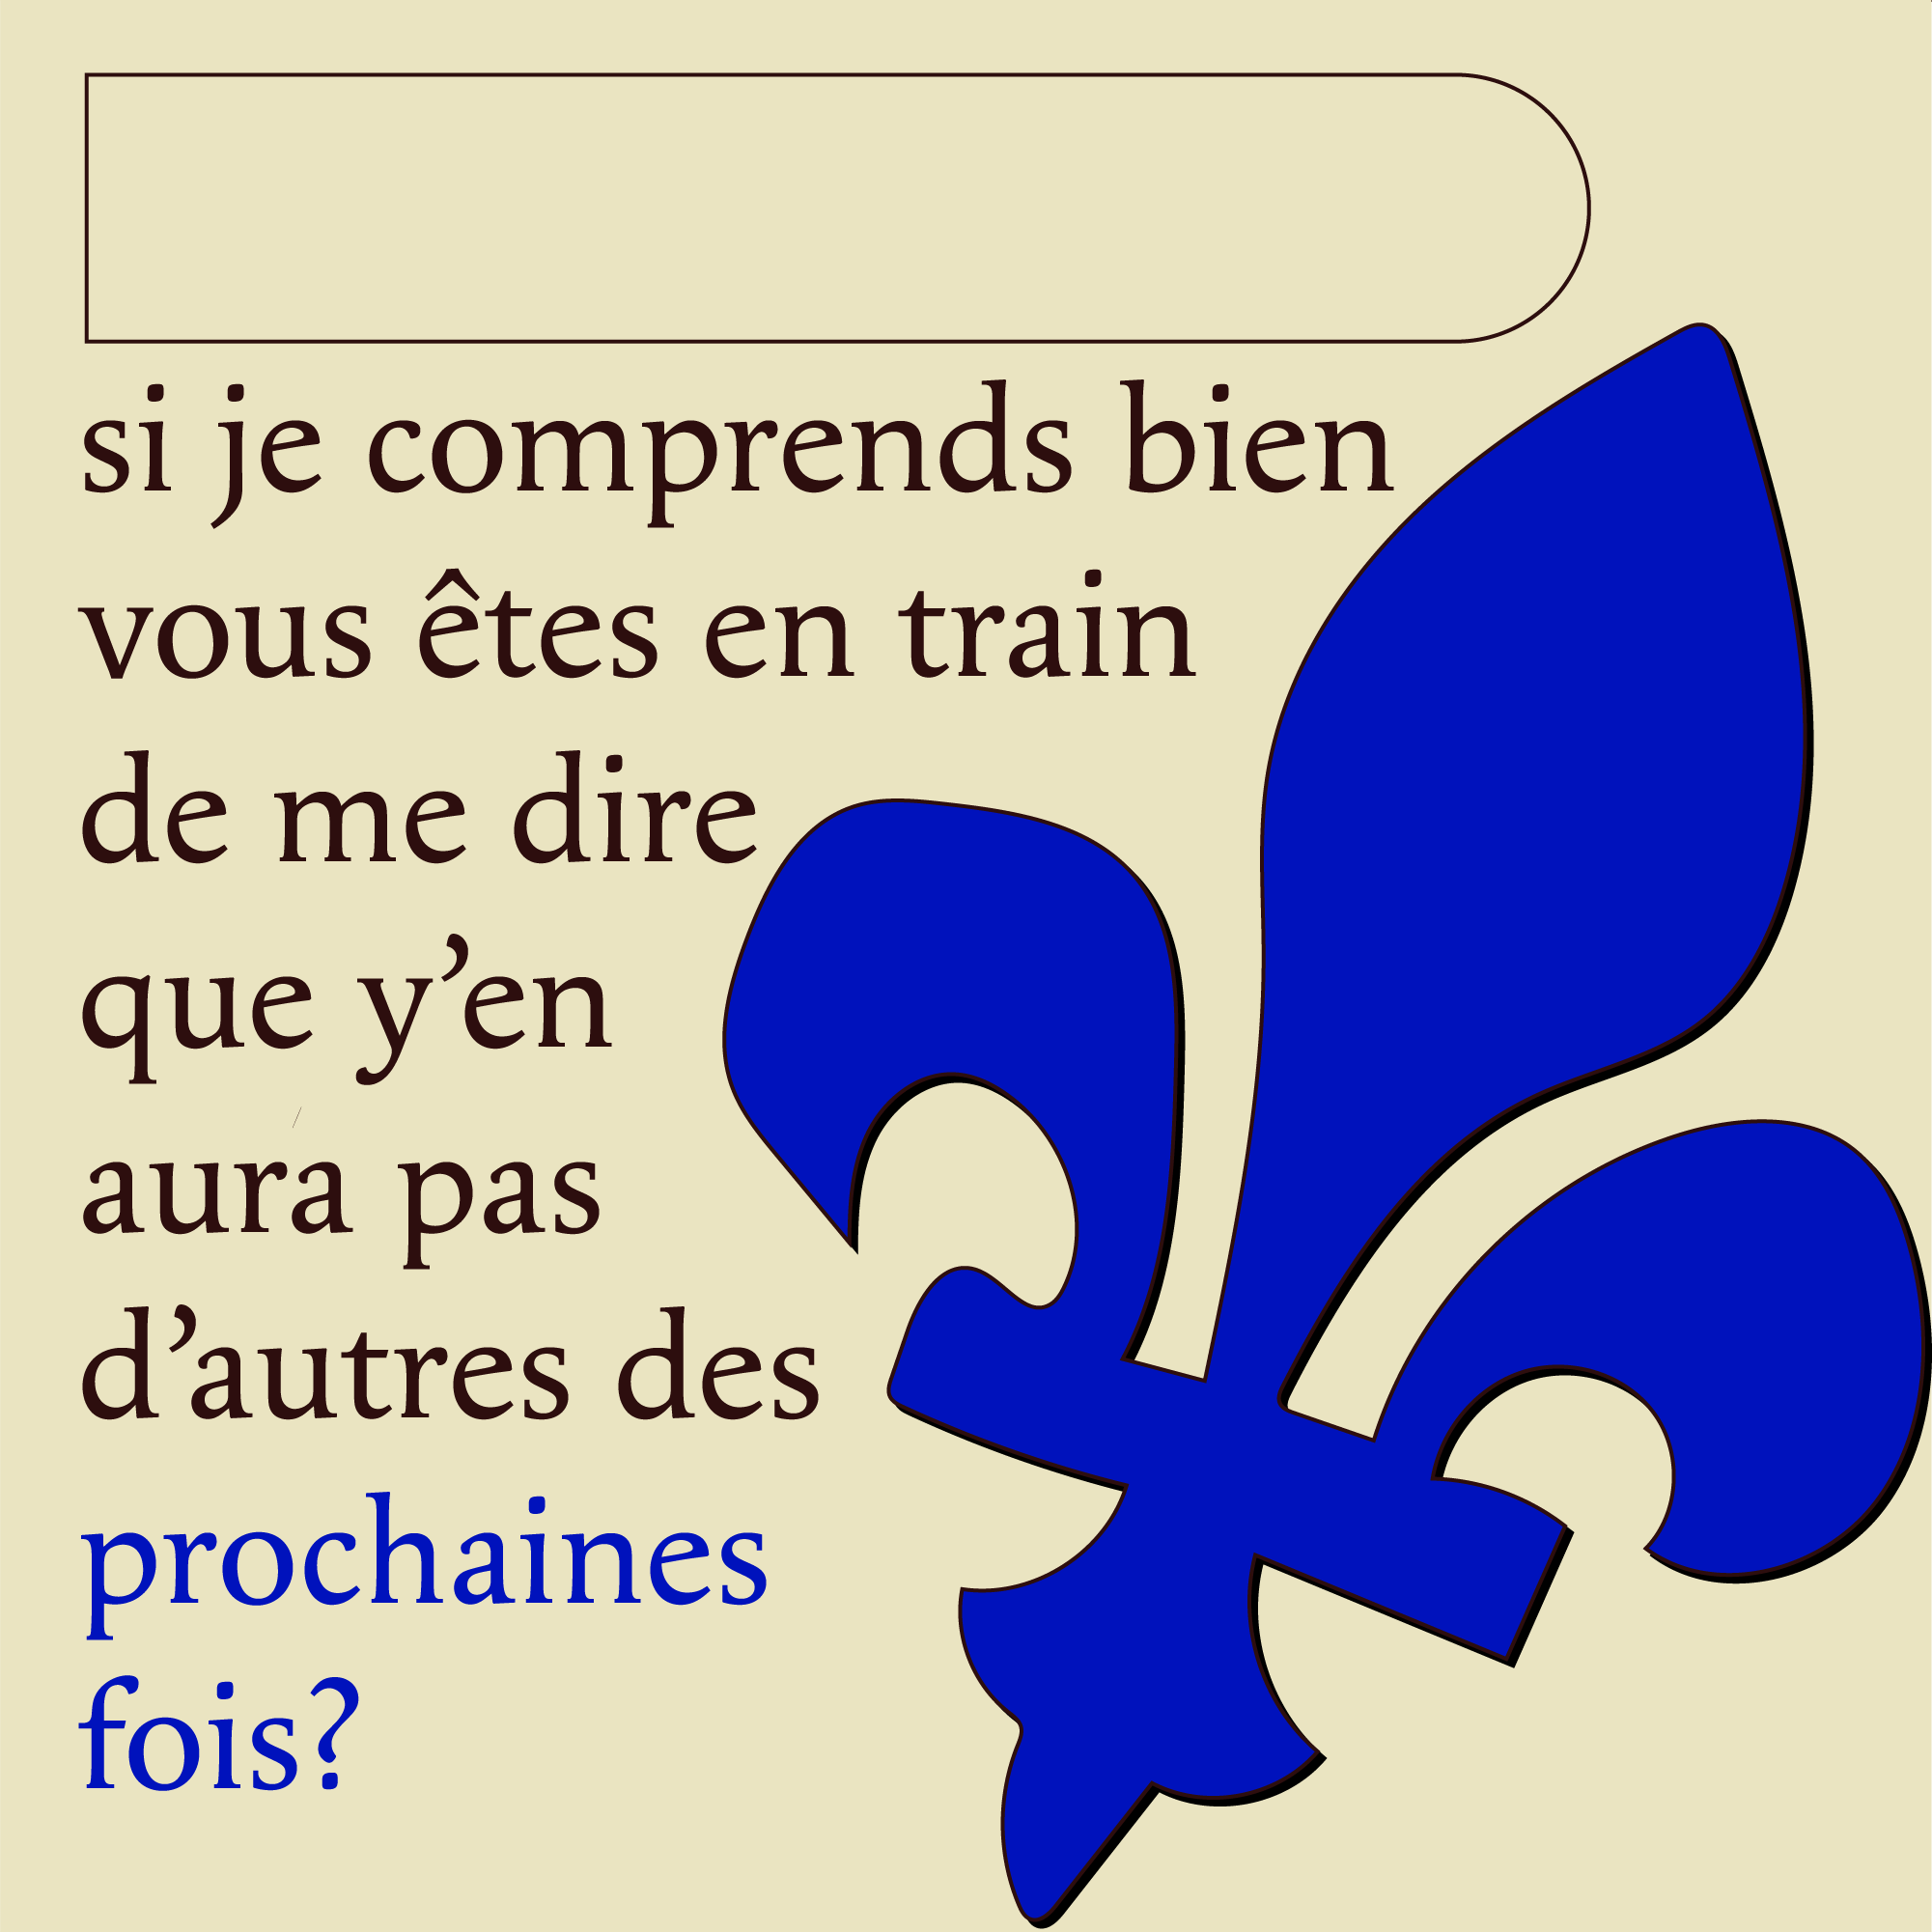 si je comprends bien
vous êtes en train
de me dire
que y’en
aura pas
d’autres des
prochaines
fois?